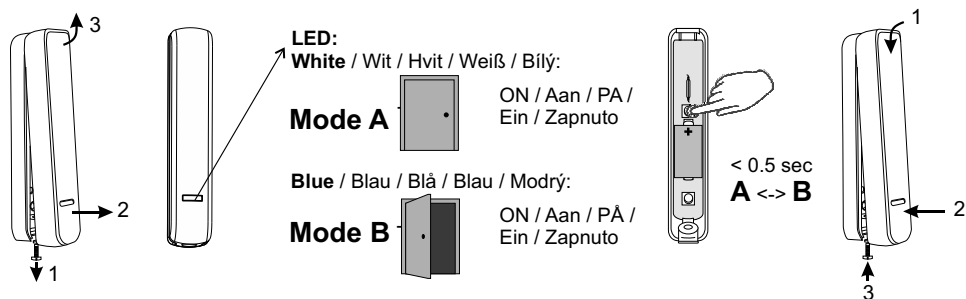 3
2
1
LED:
White / Wit / Hvit / Weiß / Bílý:
Mode A
ON / Aan / PA /
Ein / Zapnuto
Blue / Blau / Blå / Blau / Modrý:
Mode B
ON / Aan / PÅ /
Ein / Zapnuto
+
< 0.5 sec
A <-> B
1
2
3